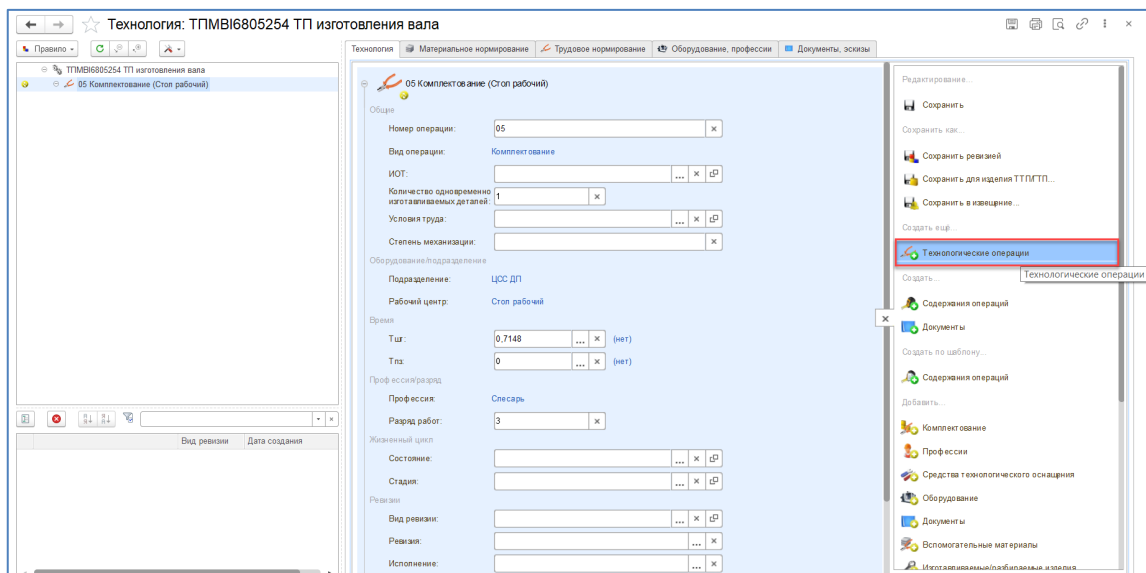 Технология: ТПМВІ6805254 ТП изготовления вала
Правило
Технология
Материальное нормирование
Трудовое нормирование
Оборудование, профессии
Документы, эскизы
ТПМВІ6805254 ТП изготовления вала
05 Комплектование (Стол рабочий)
05 Комплектование (Стол рабочий)
Общие
Номер операции: 05
Вид операции: Комплектование
ИОТ:
Количество одновременно
изготавливаемых деталей: 1
Условия труда:
Степень механизации:
Оборудование/подразделение
Подразделение: ЦСС ДП
Рабочий центр: Стол рабочий
Время
Тшт: 0,7148 ... (нет)
Тпз: 0 ... (нет)
Профессия/разряд
Профессия: Слесарь
Разряд работ: 3
Жизненный цикл
Состояние:
Стадия:
Ревизии
Вид ревизии:
Ревизия:
Исполнение:
Вид ревизии
Дата создания
Редактирование...
Сохранить
Сохранить как...
Сохранить ревизией
Сохранить для изделия ТТП/ГТП...
Сохранить в извещение...
Создать ещё...
Технологические операции
Технологические операции
Создать...
Содержания операций
Документы
Создать по шаблону...
Содержания операций
Добавить...
Комплектование
Профессии
Средства технологического оснащения
Оборудование
Документы
Вспомогательные материалы
Изготавливаемые/разбираемые изделия